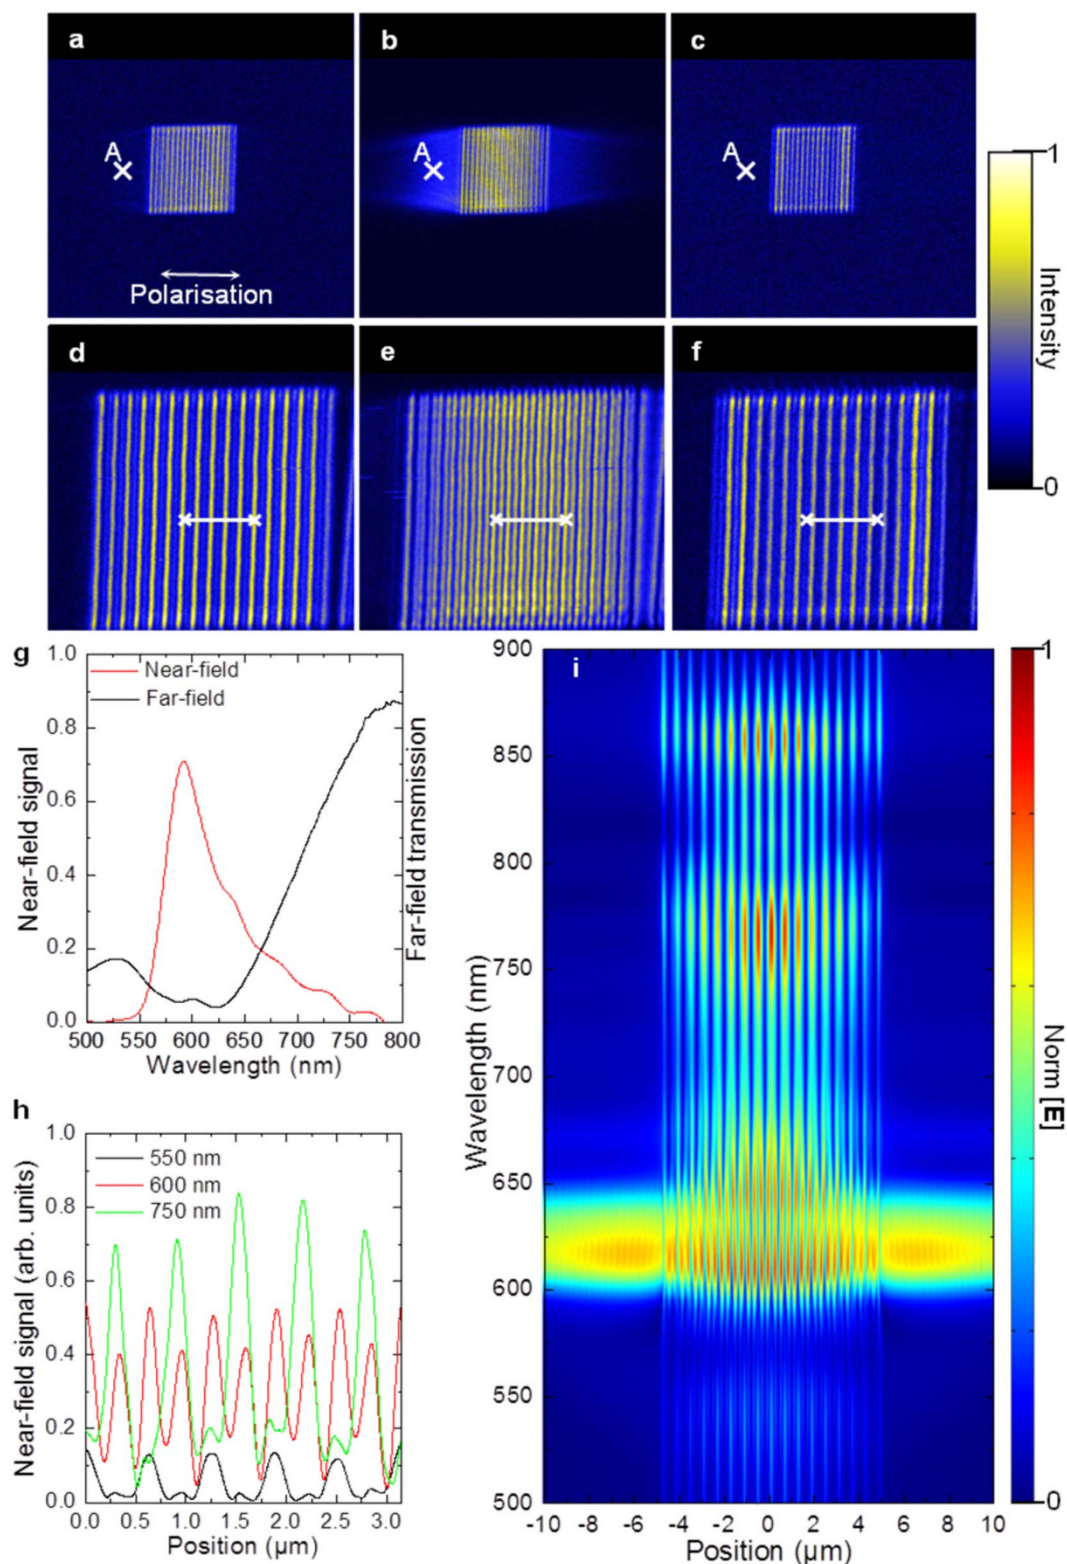 a
b
c
A
A
A
Polarisation
1
Intensity
0
d
e
f
g
1.0
0.8
0.6
0.4
0.2
0.0
Near-field signal
Near-field
Far-field
Far-field transmission
500 550 600 650 700 750 800
Wavelength (nm)
h
1.0
0.8
0.6
0.4
0.2
0.0
Near-field signal (arb. units)
550 nm
600 nm
750 nm
0.0 0.5 1.0 1.5 2.0 2.5 3.0
Position (µm)
i
900
850
800
750
700
650
600
550
500
Wavelength (nm)
-10 -8 -6 -4 -2 0 2 4 6 8 10
Position (µm)
1
Norm [E]
0